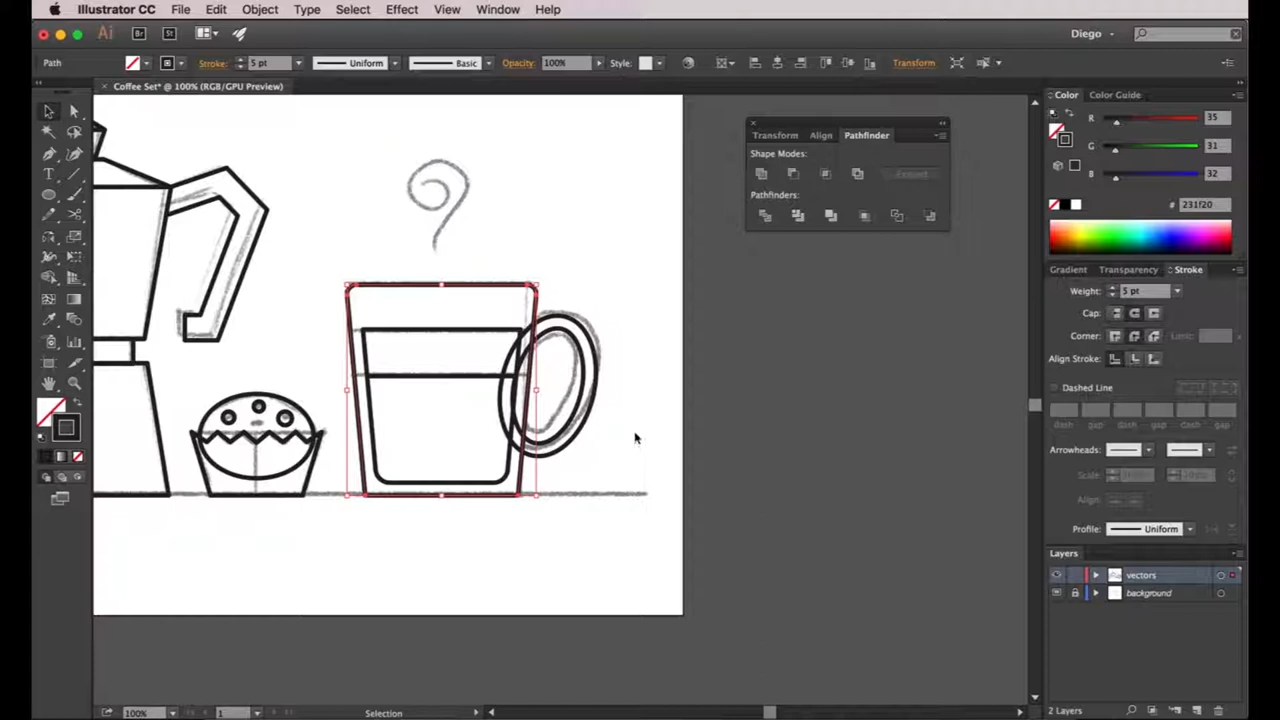 Illustrator CC File Edit Object Type Select Effect View Window Help
Ai Br St Diego
Path Stroke: 5 pt Uniform Basic Opacity: 100% Style: Transform
× Coffee Set* @ 100% (RGB/GPU Preview)
Color Color Guide
R 35
G 31
B 32
# 231f20
Transform Align Pathfinder
Shape Modes:
Expand
Pathfinders:
Gradient Transparency Stroke
Weight: 5 pt
Cap:
Corner: Limit:
Align Stroke:
Dashed Line
dash gap dash gap dash gap
Arrowheads:
Scale:
Align:
Profile: Uniform
Layers
vectors
background
100% 1 Selection
2 Layers